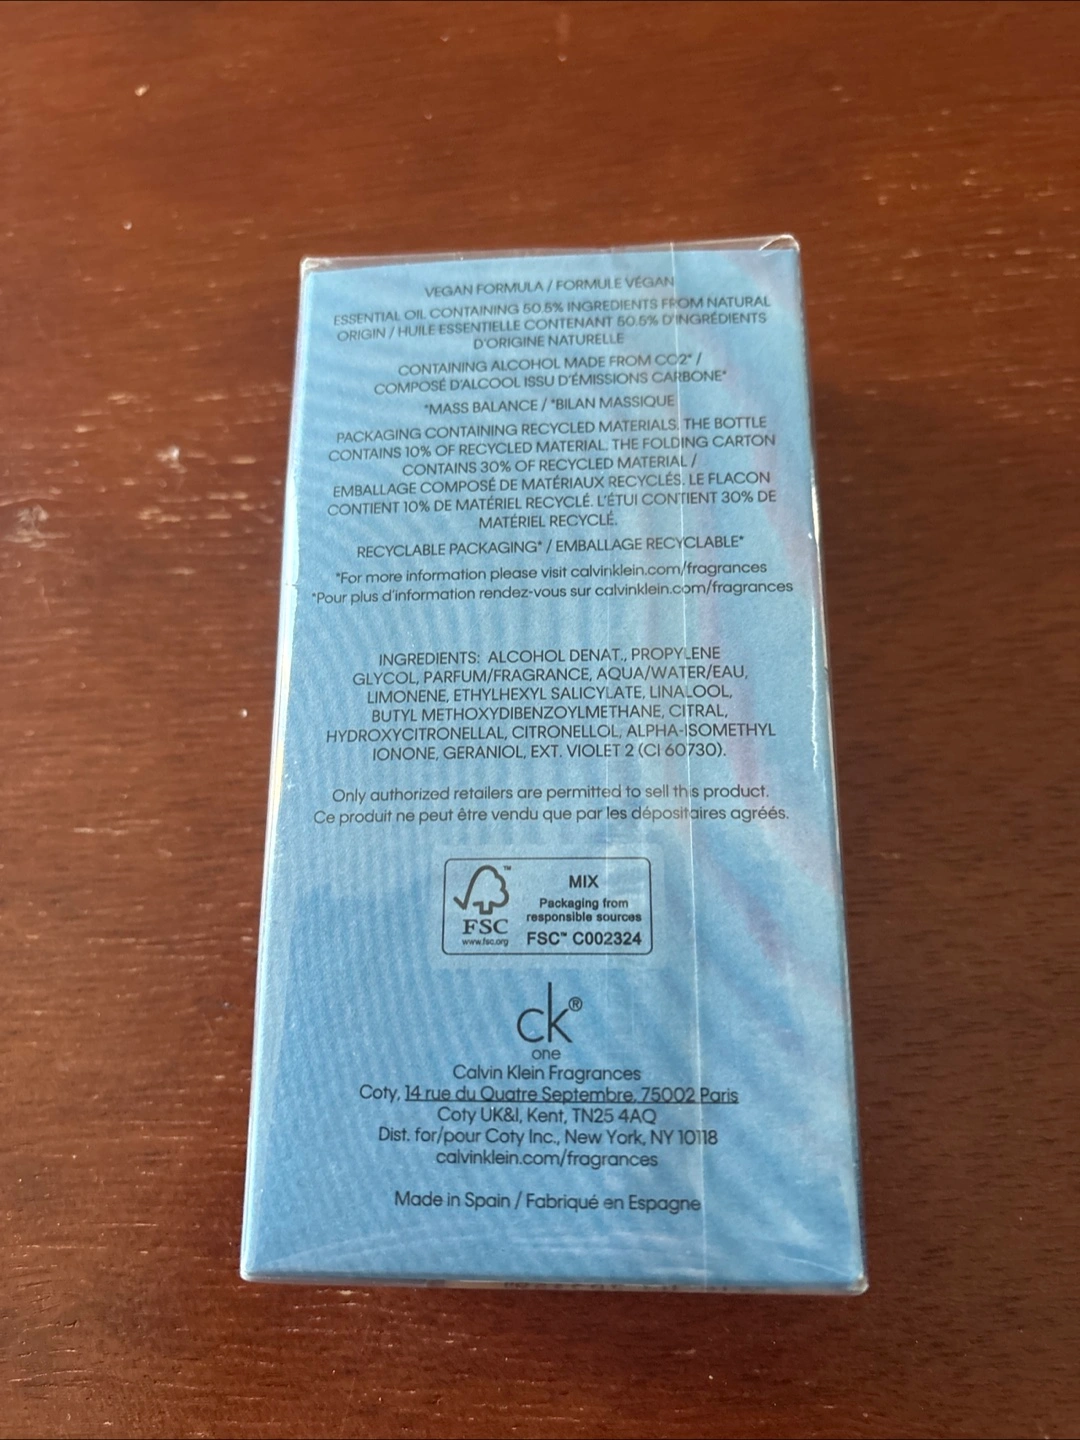 VEGAN FORMULA / FORMULE VÉGAN
ESSENTIAL OIL CONTAINING 50.5% INGREDIENTS FROM NATURAL
ORIGIN / HUILE ESSENTIELLE CONTENANT 50.5% D'INGRÉDIENTS
D'ORIGINE NATURELLE
CONTAINING ALCOHOL MADE FROM CO2* /
COMPOSÉ D'ALCOOL ISSU D'ÉMISSIONS CARBONE*
*MASS BALANCE / *BILAN MASSIQUE
PACKAGING CONTAINING RECYCLED MATERIALS. THE BOTTLE
CONTAINS 10% OF RECYCLED MATERIAL. THE FOLDING CARTON
CONTAINS 30% OF RECYCLED MATERIAL /
EMBALLAGE COMPOSÉ DE MATÉRIAUX RECYCLÉS. LE FLACON
CONTIENT 10% DE MATÉRIEL RECYCLÉ. L'ÉTUI CONTIENT 30% DE
MATÉRIEL RECYCLÉ.
RECYCLABLE PACKAGING* / EMBALLAGE RECYCLABLE*
*For more information please visit calvinklein.com/fragrances
*Pour plus d'information rendez-vous sur calvinklein.com/fragrances
INGREDIENTS: ALCOHOL DENAT., PROPYLENE
GLYCOL, PARFUM/FRAGRANCE, AQUA/WATER/EAU,
LIMONENE, ETHYLHEXYL SALICYLATE, LINALOOL,
BUTYL METHOXYDIBENZOYLMETHANE, CITRAL,
HYDROXYCITRONELLAL, CITRONELLOL, ALPHA-ISOMETHYL
IONONE, GERANIOL, EXT. VIOLET 2 (CI 60730).
Only authorized retailers are permitted to sell this product.
Ce produit ne peut être vendu que par les dépositaires agréés.
FSC
www.fsc.org
MIX
Packaging from
responsible sources
FSC™ C002324
ck®
one
Calvin Klein Fragrances
Coty, 14 rue du Quatre Septembre, 75002 Paris
Coty UK&I, Kent, TN25 4AQ
Dist. for/pour Coty Inc., New York, NY 10118
calvinklein.com/fragrances
Made in Spain / Fabriqué en Espagne